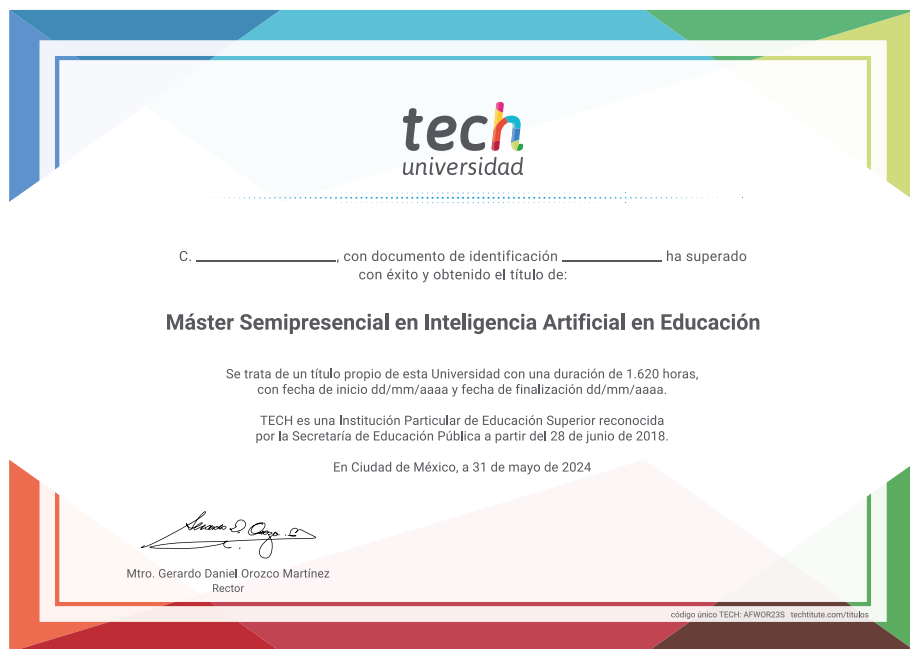 tech
universidad
C. ________________, con documento de identificación ____________ ha superado
con éxito y obtenido el título de:
Máster Semipresencial en Inteligencia Artificial en Educación
Se trata de un título propio de esta Universidad con una duración de 1.620 horas,
con fecha de inicio dd/mm/aaaa y fecha de finalización dd/mm/aaaa.
TECH es una Institución Particular de Educación Superior reconocida
por la Secretaría de Educación Pública a partir del 28 de junio de 2018.
En Ciudad de México, a 31 de mayo de 2024
Mtro. Gerardo Daniel Orozco Martínez
Rector
código único TECH: AFWOR23S techtitute.com/titulos